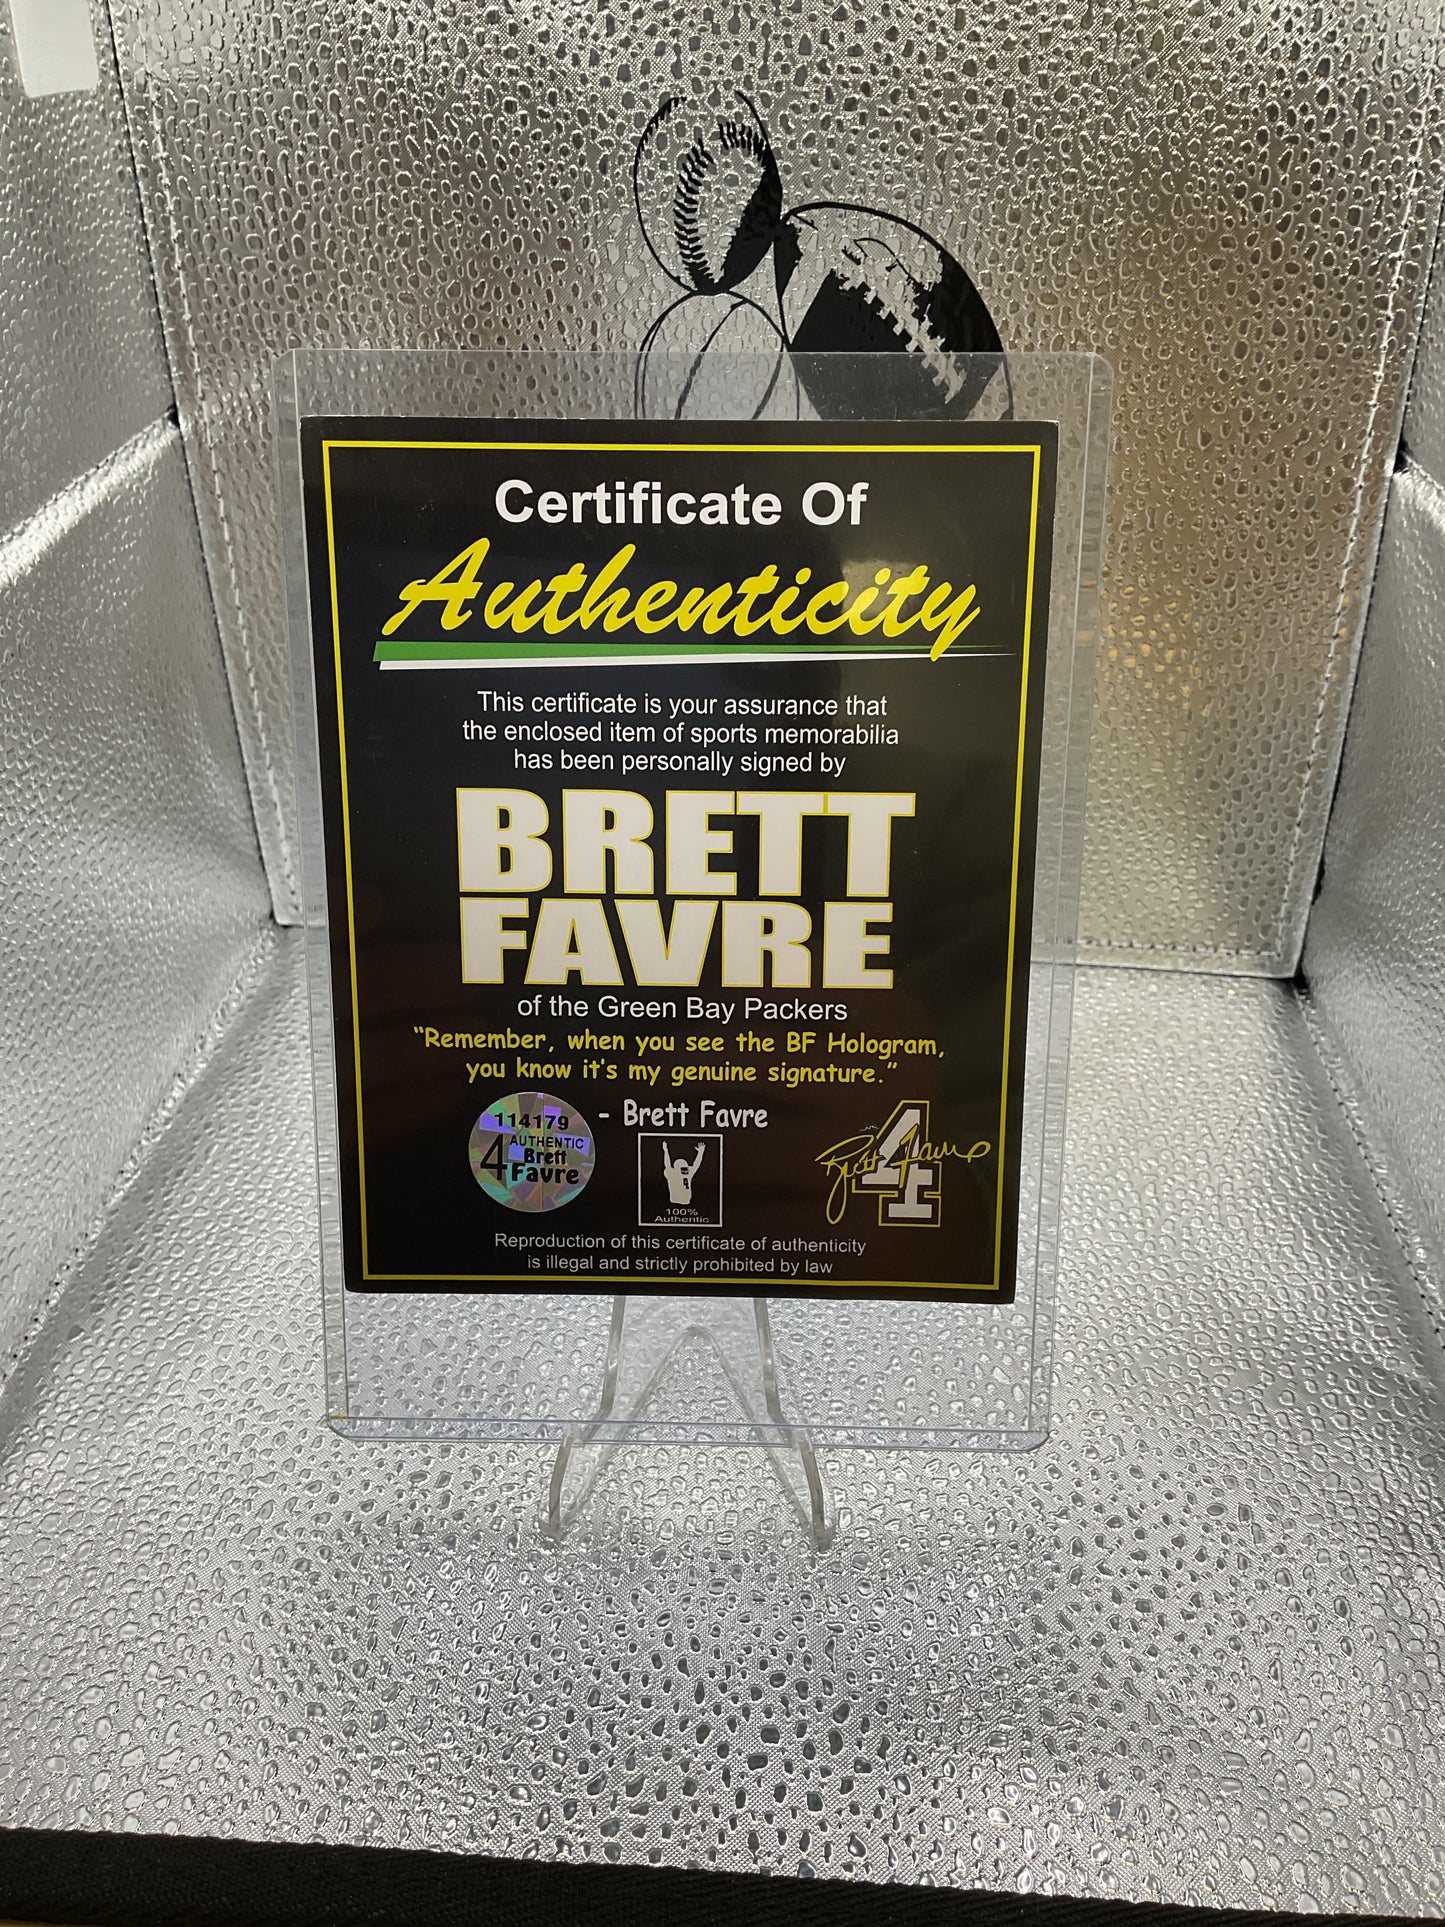 Certificate Of
Authenticity
This certificate is your assurance that
the enclosed item of sports memorabilia
has been personally signed by
BRETT
FAVRE
of the Green Bay Packers
“Remember, when you see the BF Hologram,
you know it's my genuine signature.”
- Brett Favre
114179
4 AUTHENTIC
Brett
Favre
4
100%
Authentic
Brett Favre
4
Reproduction of this certificate of authenticity
is illegal and strictly prohibited by law